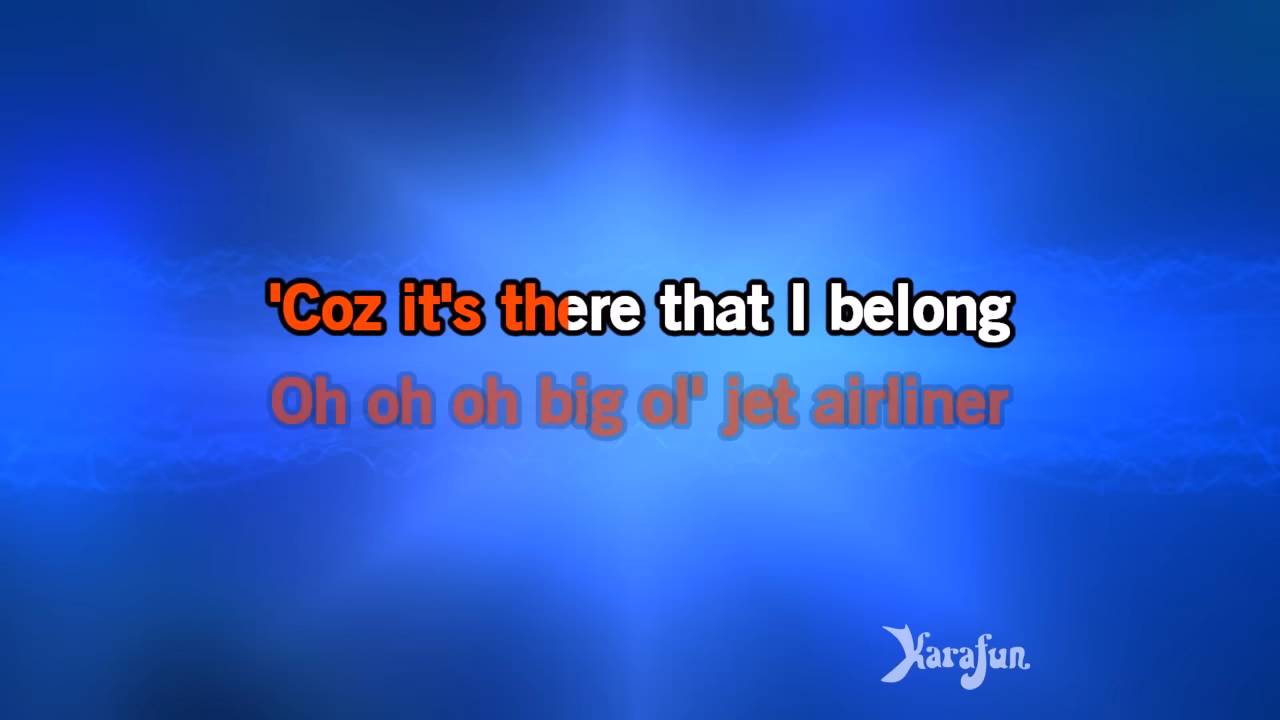 'Coz it's there that I belong
Oh oh oh big ol' jet airliner
Karafun